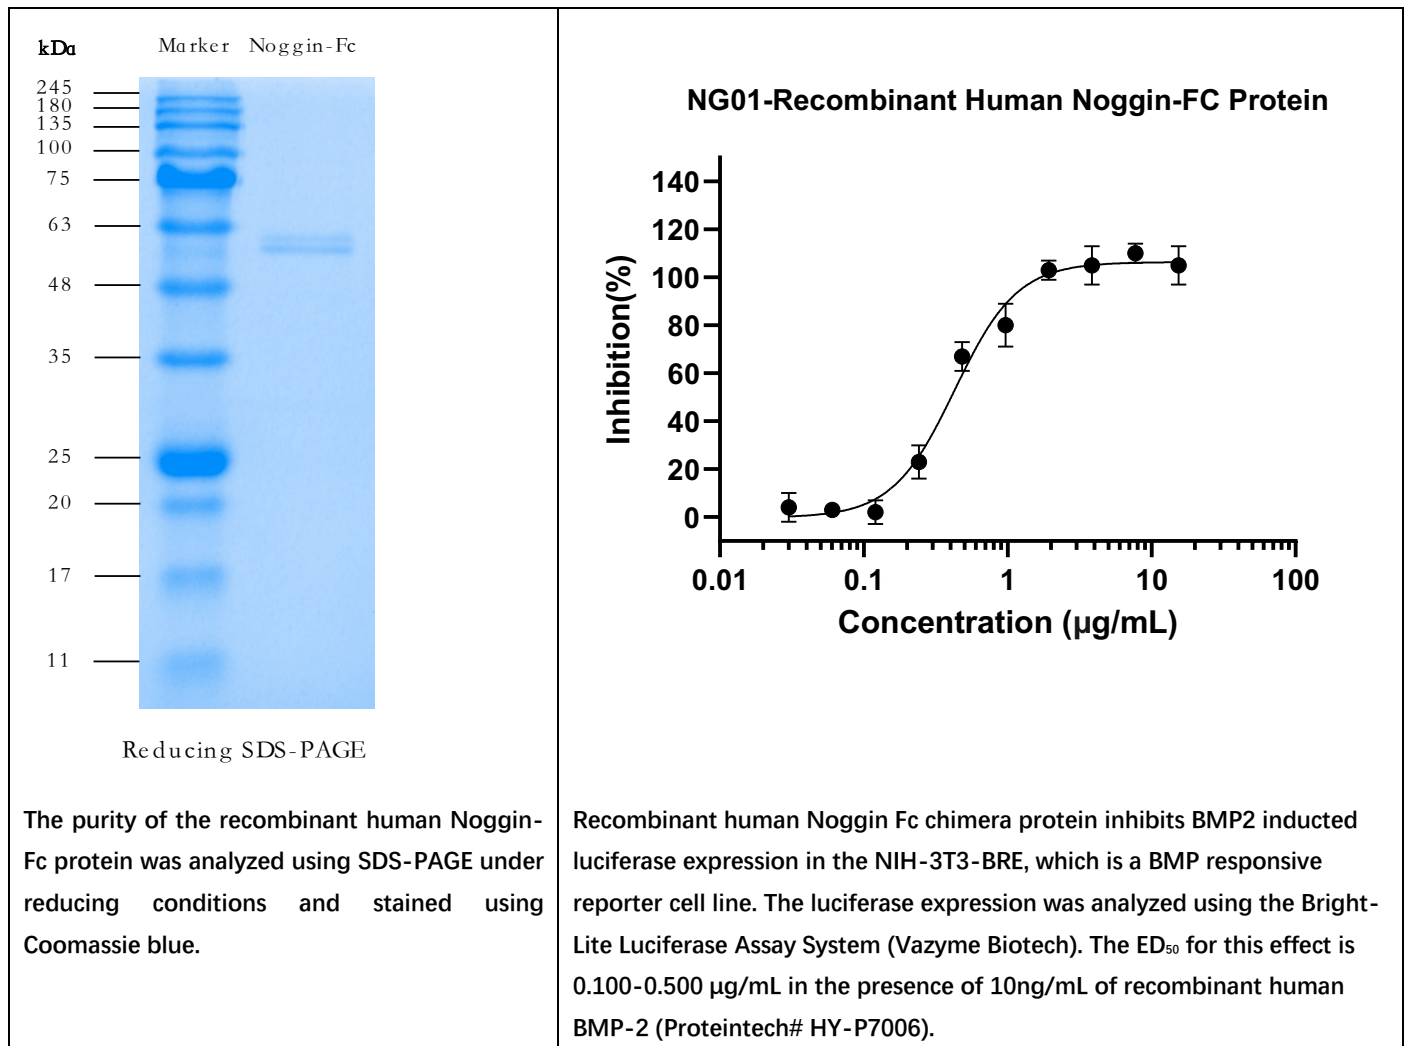 kDa
Marker Noggin-Fc
245
180
135
100
75
63
48
35
25
20
17
11
Reducing SDS-PAGE
The purity of the recombinant human Noggin-
Fc protein was analyzed using SDS-PAGE under
reducing conditions and stained using
Coomassie blue.
NG01-Recombinant Human Noggin-FC Protein
Inhibition(%)
140
120
100
80
60
40
20
0
0.01 0.1 1 10 100
Concentration (μg/mL)
Recombinant human Noggin Fc chimera protein inhibits BMP2 inducted
luciferase expression in the NIH-3T3-BRE, which is a BMP responsive
reporter cell line. The luciferase expression was analyzed using the Bright-
Lite Luciferase Assay System (Vazyme Biotech). The ED₅₀ for this effect is
0.100-0.500 μg/mL in the presence of 10ng/mL of recombinant human
BMP-2 (Proteintech# HY-P7006).